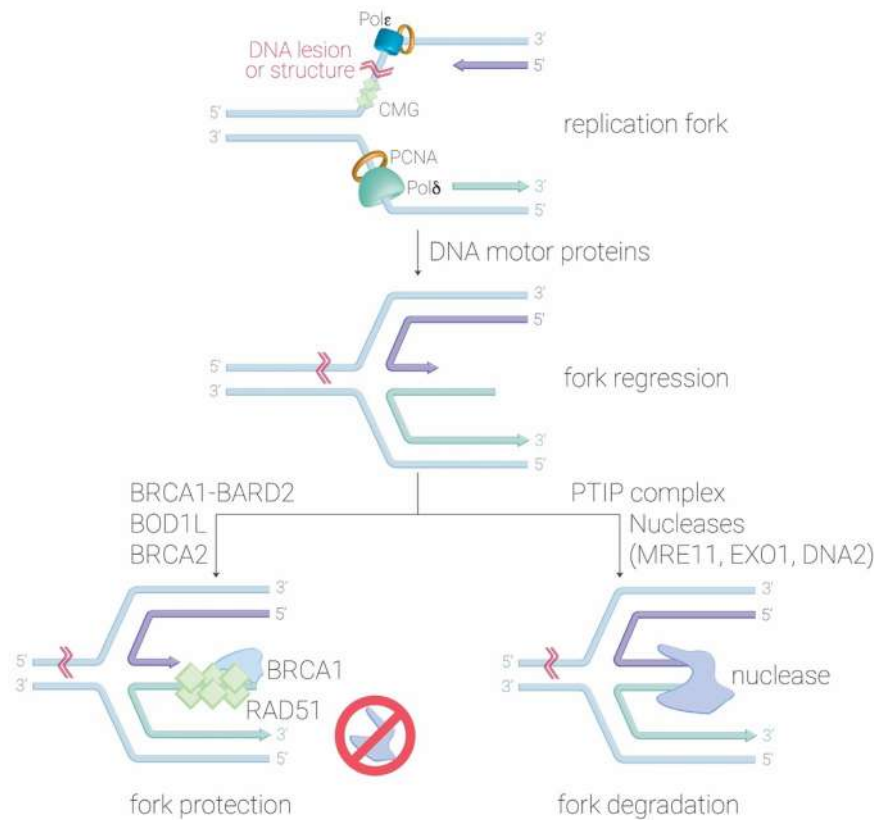 Polε
3'
DNA lesion
or structure
5'
CMG
5'
3'
replication fork
PCNA
Polδ
3'
5'
DNA motor proteins
3'
5'
5'
3'
fork regression
3'
5'
BRCA1-BARD2
BOD1L
BRCA2
PTIP complex
Nucleases
(MRE11, EXO1, DNA2)
3'
5'
5'
3'
BRCA1
RAD51
3'
5'
fork protection
3'
5'
5'
3'
nuclease
3'
5'
fork degradation